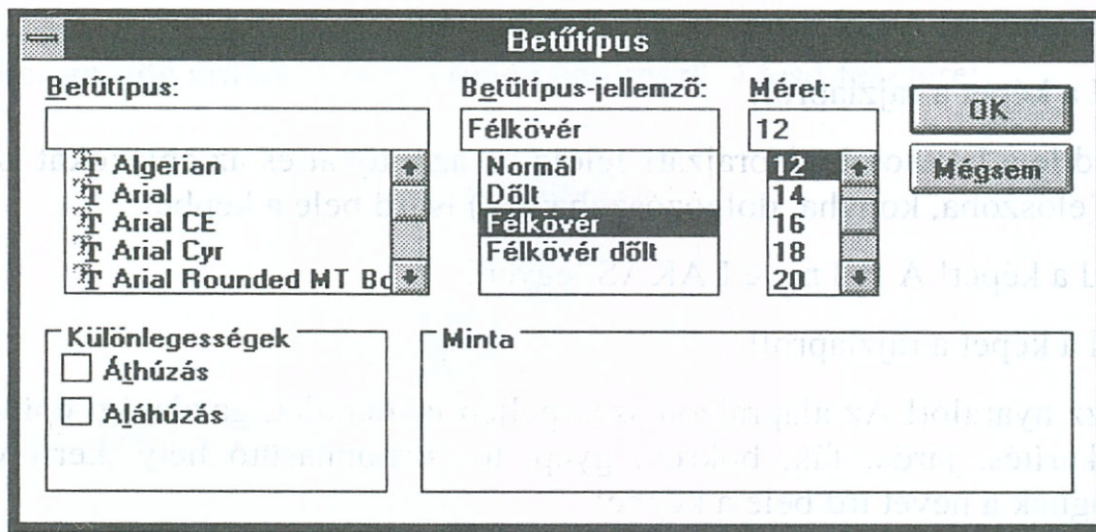 Betűtípus
Betűtípus:
Algerian
Arial
Arial CE
Arial Cyr
Arial Rounded MT Bo
Betűtípus-jellemző:
Félkövér
Normál
Dőlt
Félkövér
Félkövér dőlt
Méret:
12
12
14
16
18
20
OK
Mégsem
Különlegességek
Áthúzás
Aláhúzás
Minta